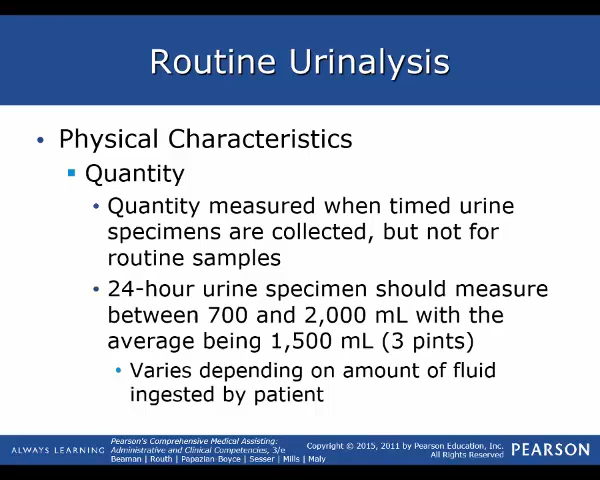 Routine Urinalysis
• Physical Characteristics
▪ Quantity
• Quantity measured when timed urine
specimens are collected, but not for
routine samples
• 24-hour urine specimen should measure
between 700 and 2,000 mL with the
average being 1,500 mL (3 pints)
• Varies depending on amount of fluid
ingested by patient
ALWAYS LEARNING
Pearson's Comprehensive Medical Assisting:
Administrative and Clinical Competencies, 3/e
Beaman | Routh | Papazian-Boyce | Sesser | Mills | Maly
Copyright © 2015, 2011 by Pearson Education, Inc.
All Rights Reserved
PEARSON